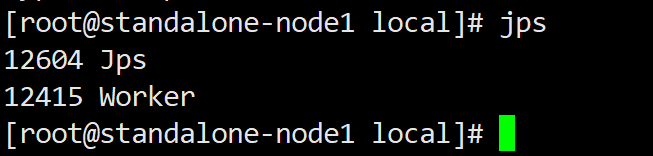 [root@standalone-node1 local]# jps
12604 Jps
12415 Worker
[root@standalone-node1 local]#